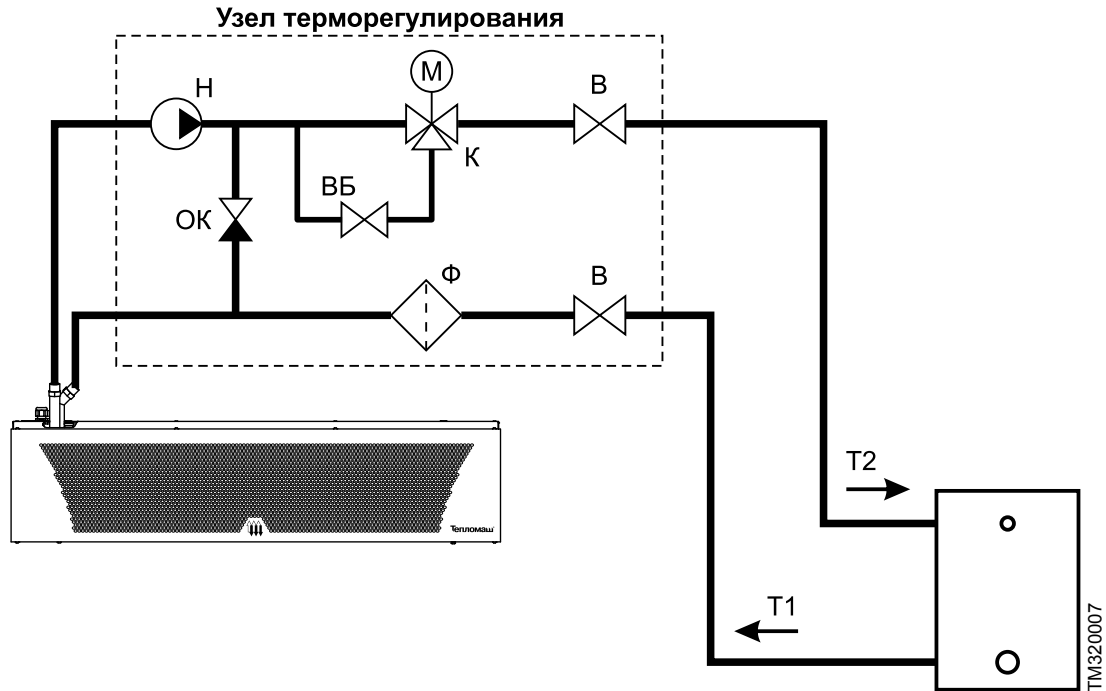 Узел терморегулирования
М
Н
В
К
ВБ
ОК
Ф
В
Т2
Тепломаш
Т1
ТМ320007